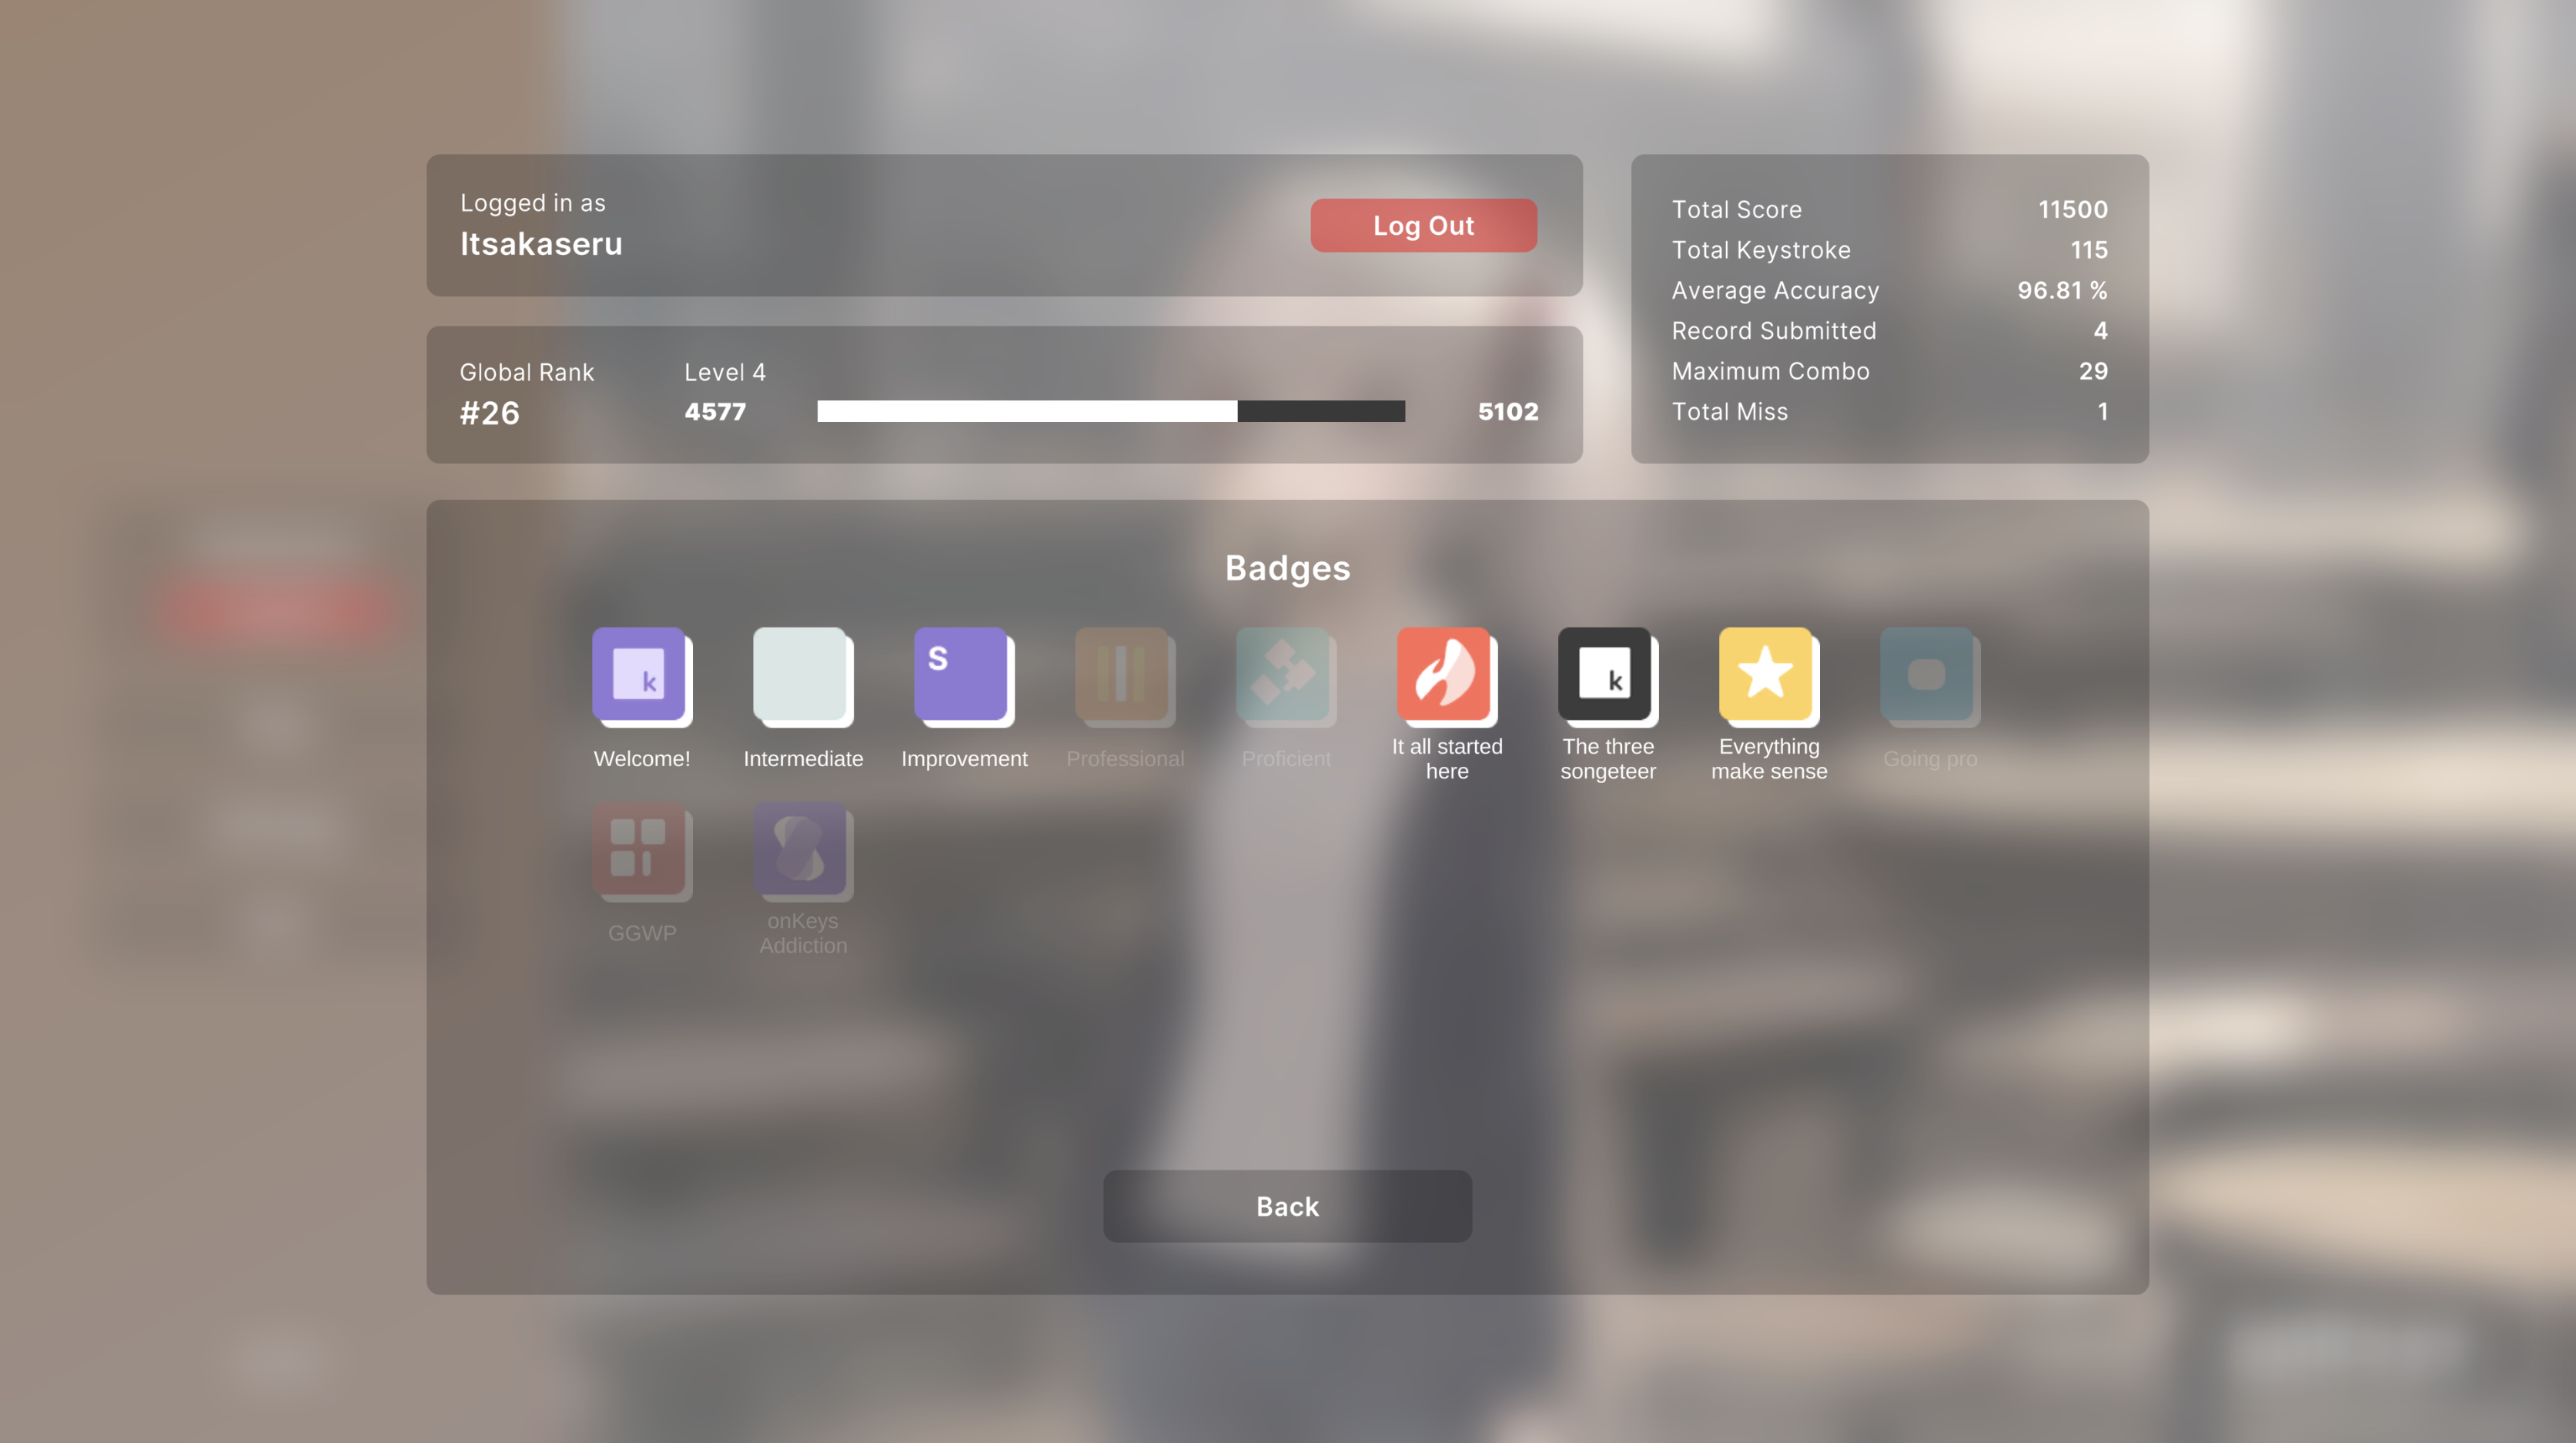 Logged in as
Itsakaseru
Log Out
Total Score 11500
Total Keystroke 115
Average Accuracy 96.81 %
Record Submitted 4
Maximum Combo 29
Total Miss 1
Global Rank
#26
Level 4
4577
5102
Badges
k
S
k
Welcome!
Intermediate
Improvement
Professional
Proficient
It all started
here
The three
songeteer
Everything
make sense
Going pro
GGWP
onKeys
Addiction
Back